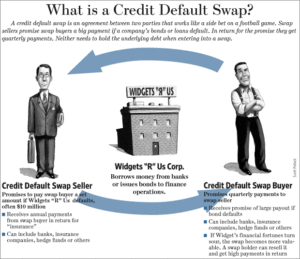 What is a Credit Default Swap?
A credit default swap is an agreement between two parties that works like a side bet on a football game. Swap
sellers promise swap buyers a big payment if a company's bonds or loans default. In return for the promise they get
quarterly payments. Neither needs to hold the underlying debt when entering into a swap.
WIDGETS "R" US
Widgets "R" Us Corp.
Borrows money from banks
or issues bonds to finance
operations.
Credit Default Swap Seller
Promises to pay swap buyer a set
amount if Widgets "R" Us defaults,
often $10 million
■ Receives annual payments
from swap buyer in return for
"insurance"
■ Can include banks, insurance
companies, hedge funds or others
Credit Default Swap Buyer
Promises quarterly payments to
swap seller
■ Receives promise of large payout if
bond defaults
■ Can include banks, insurance
companies, hedge funds or others
■ If Widget's financial fortunes turn
sour, the swap becomes more valu-
able. A swap holder can resell it
and get high payments in return